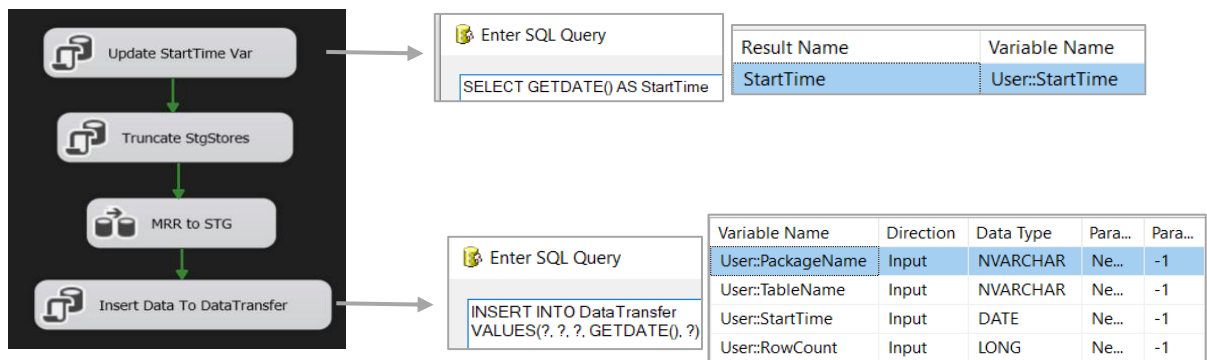 Update StartTime Var
Truncate StgStores
MRR to STG
Insert Data To DataTransfer
Enter SQL Query
SELECT GETDATE() AS StartTime
Result Name Variable Name
StartTime User::StartTime
Enter SQL Query
INSERT INTO DataTransfer
VALUES(?, ?, ?, GETDATE(), ?)
Variable Name Direction Data Type Para... Para...
User::PackageName Input NVARCHAR Ne... -1
User::TableName Input NVARCHAR Ne... -1
User::StartTime Input DATE Ne... -1
User::RowCount Input LONG Ne... -1